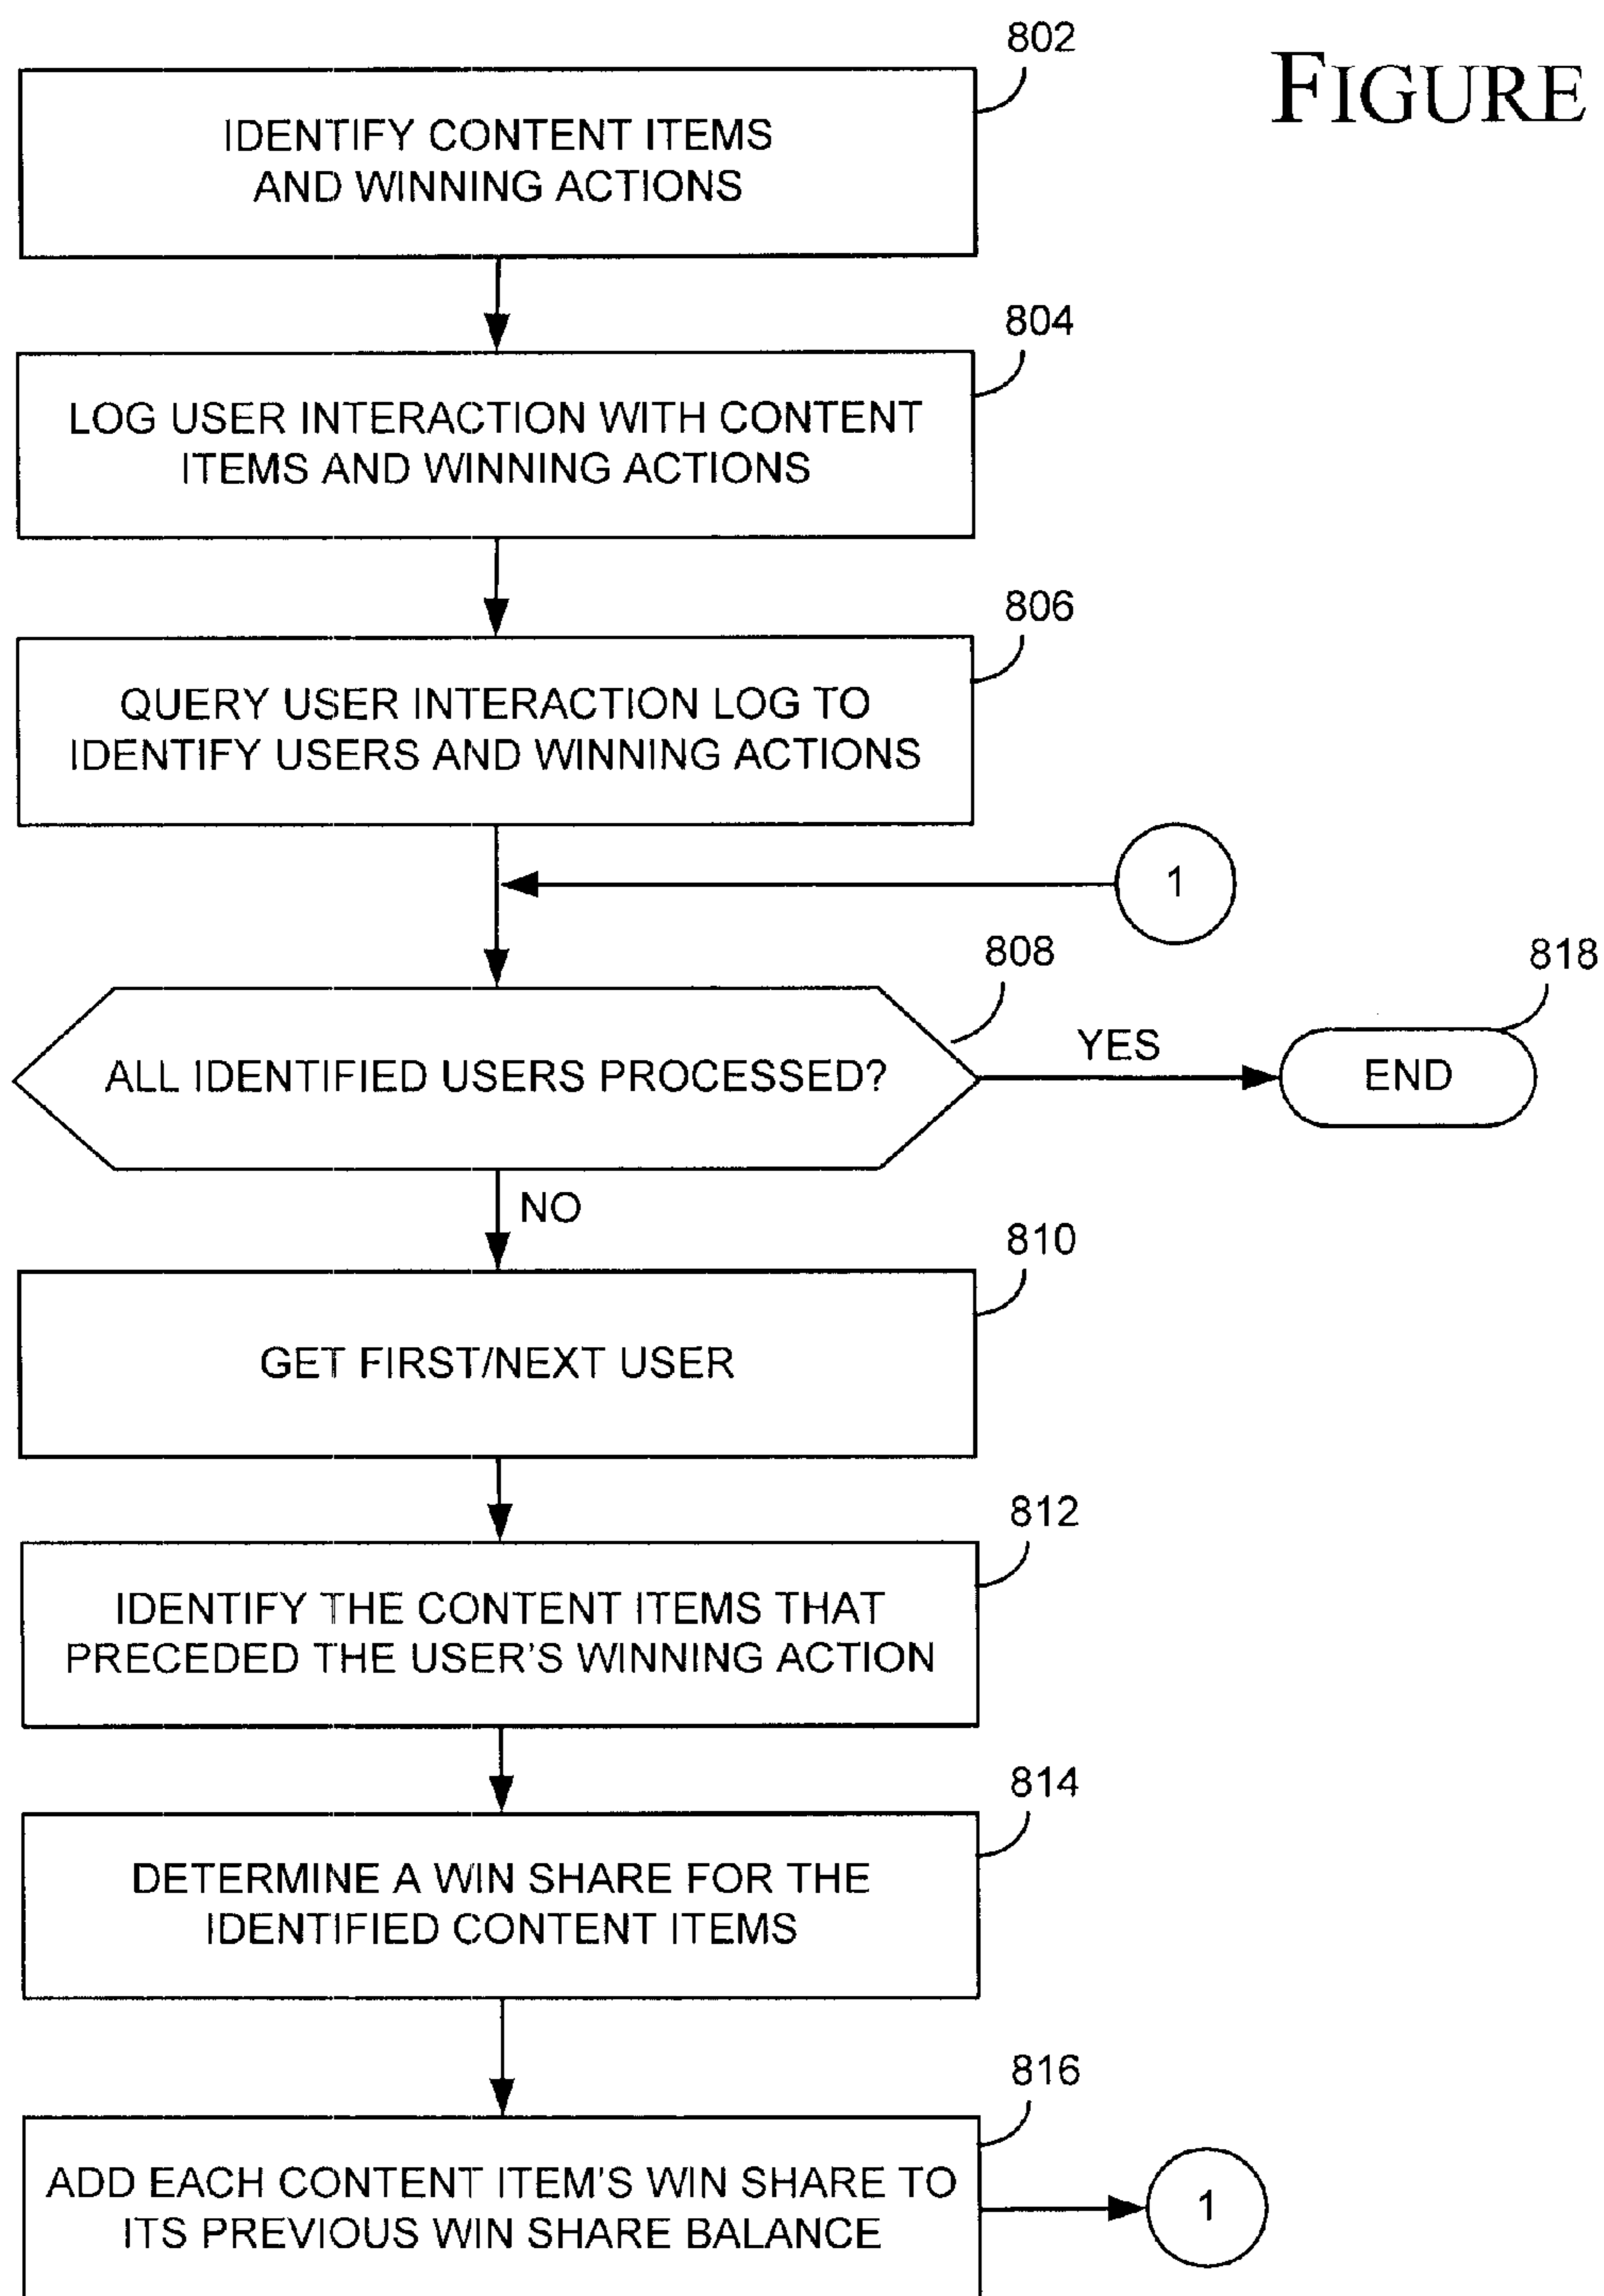 FIGURE
802
IDENTIFY CONTENT ITEMS
AND WINNING ACTIONS
804
LOG USER INTERACTION WITH CONTENT
ITEMS AND WINNING ACTIONS
806
QUERY USER INTERACTION LOG TO
IDENTIFY USERS AND WINNING ACTIONS
1
808
818
ALL IDENTIFIED USERS PROCESSED?
YES
END
NO
810
GET FIRST/NEXT USER
812
IDENTIFY THE CONTENT ITEMS THAT
PRECEDED THE USER'S WINNING ACTION
814
DETERMINE A WIN SHARE FOR THE
IDENTIFIED CONTENT ITEMS
816
ADD EACH CONTENT ITEM'S WIN SHARE TO
ITS PREVIOUS WIN SHARE BALANCE
1